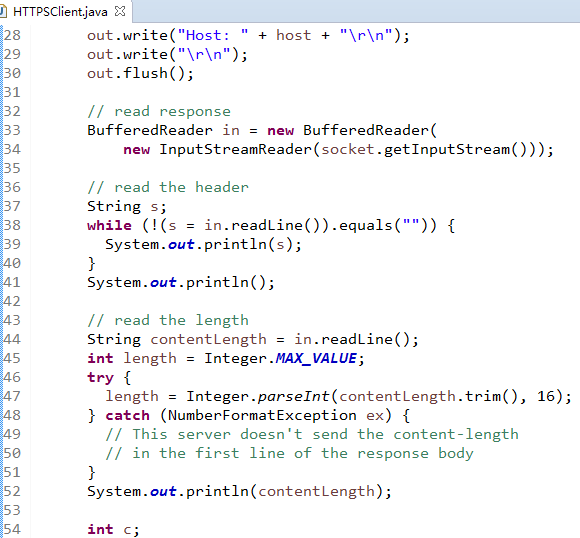 HTTPSClient.java
28 out.write("Host: " + host + "\r\n");
29 out.write("\r\n");
30 out.flush();
31
32 // read response
33 BufferedReader in = new BufferedReader(
34 new InputStreamReader(socket.getInputStream()));
35
36 // read the header
37 String s;
38 while (!(s = in.readLine()).equals("")) {
39 System.out.println(s);
40 }
41 System.out.println();
42
43 // read the length
44 String contentLength = in.readLine();
45 int length = Integer.MAX_VALUE;
46 try {
47 length = Integer.parseInt(contentLength.trim(), 16);
48 } catch (NumberFormatException ex) {
49 // This server doesn't send the content-length
50 // in the first line of the response body
51 }
52 System.out.println(contentLength);
53
54 int c;